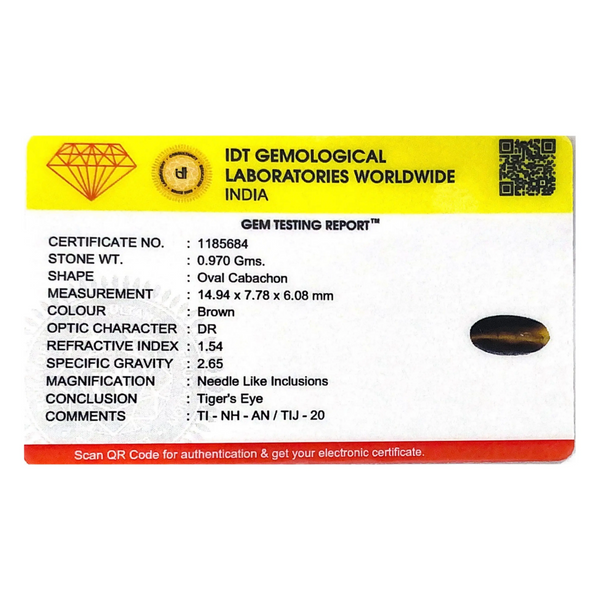 IDT GEMOLOGICAL
LABORATORIES WORLDWIDE
INDIA
GEM TESTING REPORT™
CERTIFICATE NO. : 1185684
STONE WT. : 0.970 Gms.
SHAPE : Oval Cabachon
MEASUREMENT : 14.94 x 7.78 x 6.08 mm
COLOUR : Brown
OPTIC CHARACTER : DR
REFRACTIVE INDEX : 1.54
SPECIFIC GRAVITY : 2.65
MAGNIFICATION : Needle Like Inclusions
CONCLUSION : Tiger's Eye
COMMENTS : TI - NH - AN / TIJ - 20
Scan QR Code for authentication & get your electronic certificate.